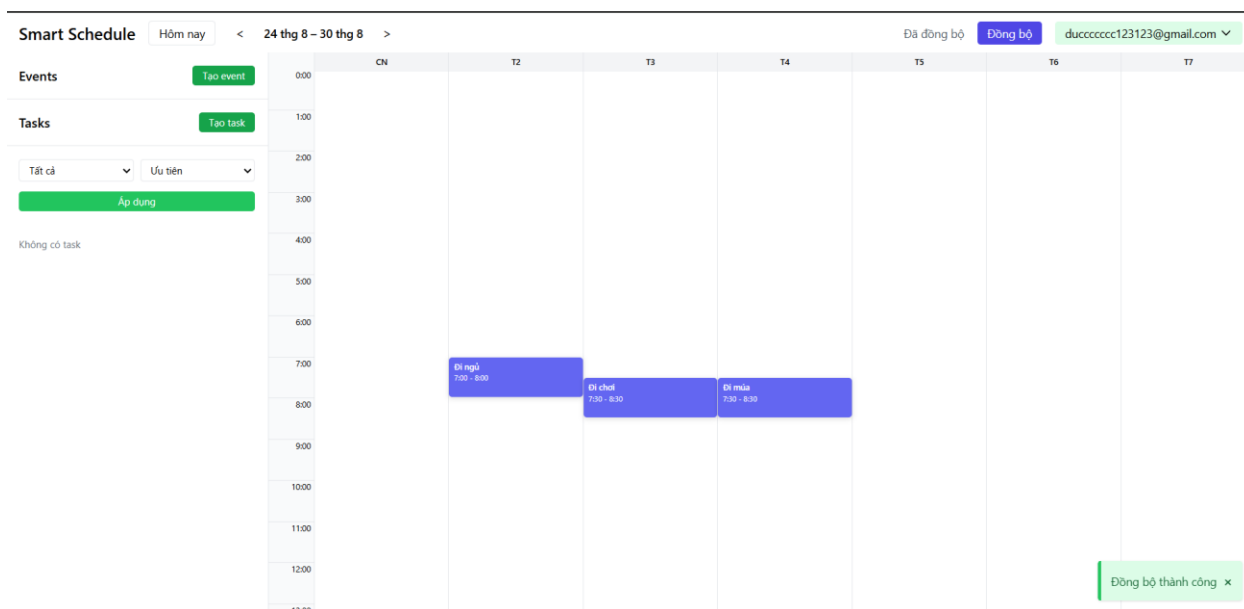 Smart Schedule Hôm nay < 24 thg 8 – 30 thg 8 > Đã đồng bộ Đồng bộ ducccccccc123123@gmail.com
Events Tạo event
Tasks Tạo task
Tất cả Ưu tiên
Áp dụng
Không có task
CN T2 T3 T4 T5 T6 T7
0:00
1:00
2:00
3:00
4:00
5:00
6:00
7:00
8:00
9:00
10:00
11:00
12:00
Đi ngủ
7:00 - 8:00
Đi chơi
7:30 - 8:30
Đi múa
7:30 - 8:30
Đồng bộ thành công ×